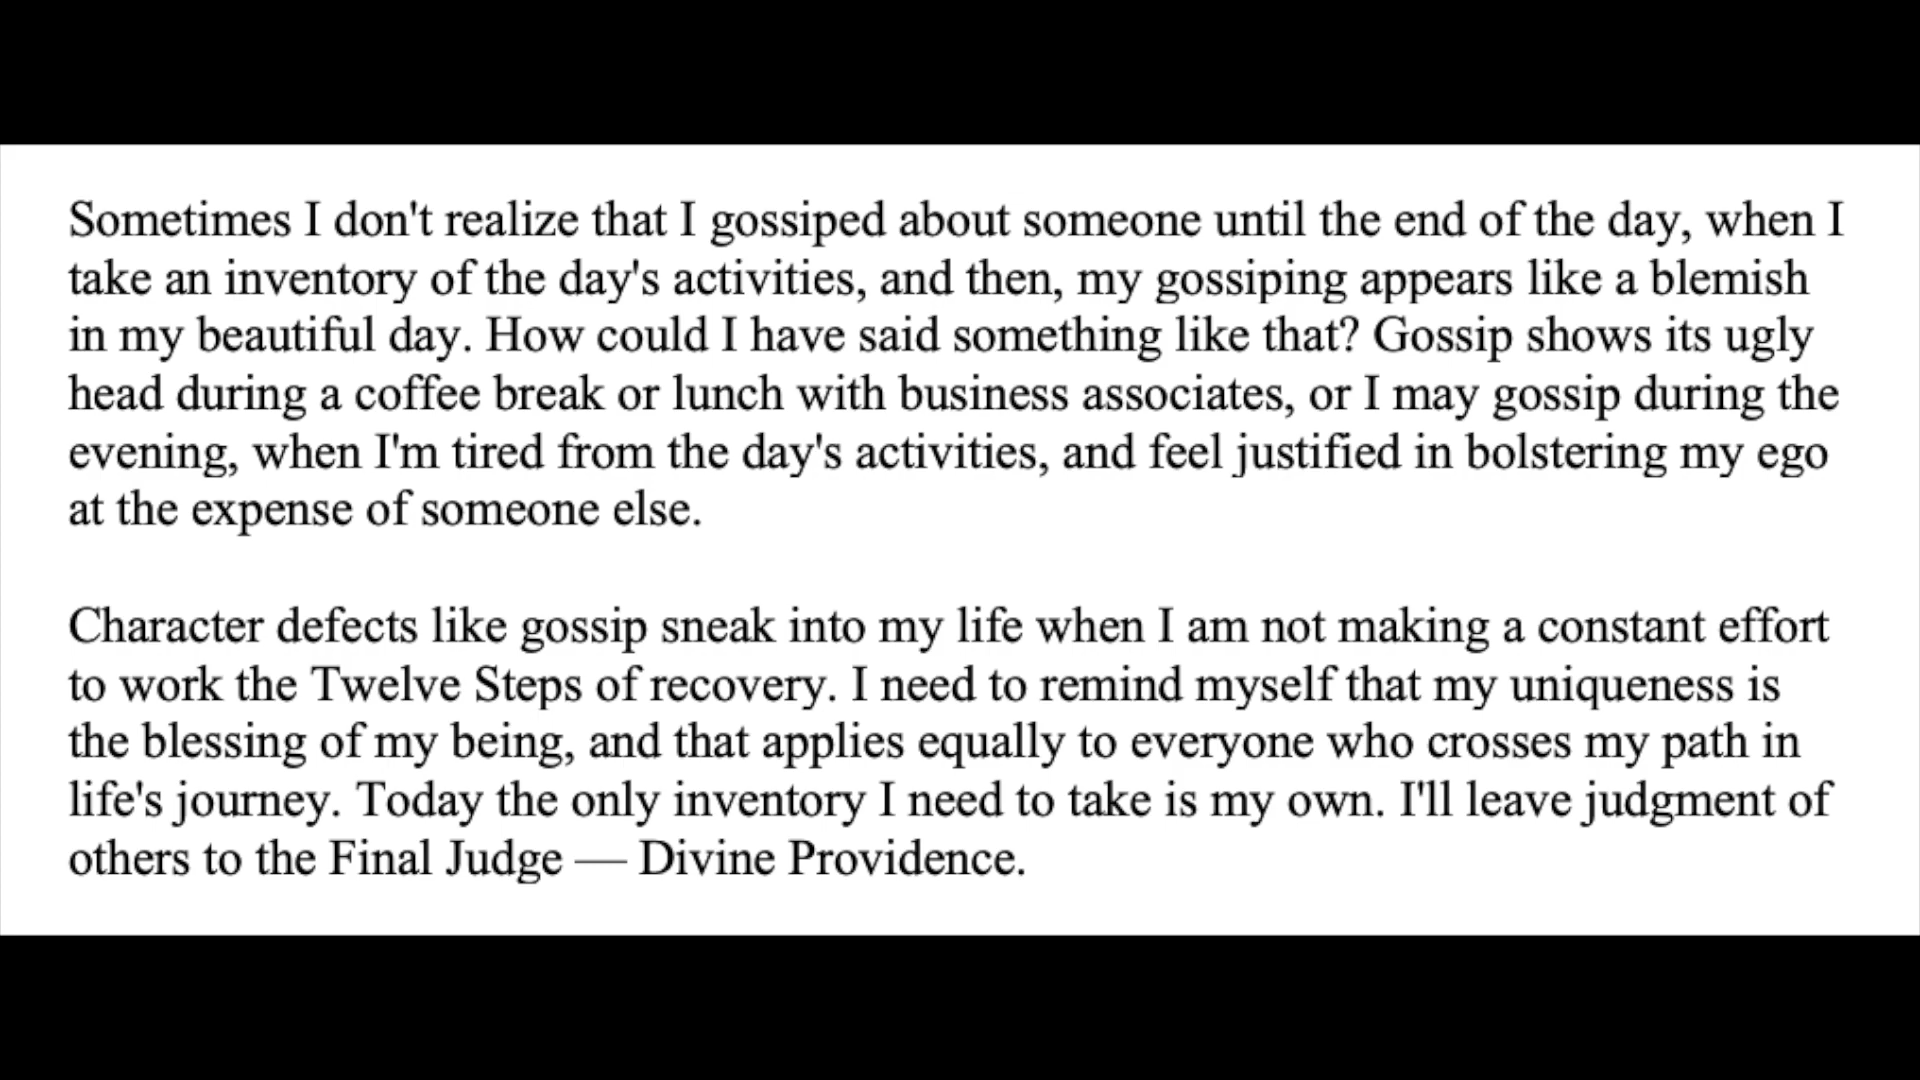 Sometimes I don't realize that I gossiped about someone until the end of the day, when I
take an inventory of the day's activities, and then, my gossiping appears like a blemish
in my beautiful day. How could I have said something like that? Gossip shows its ugly
head during a coffee break or lunch with business associates, or I may gossip during the
evening, when I'm tired from the day's activities, and feel justified in bolstering my ego
at the expense of someone else.
Character defects like gossip sneak into my life when I am not making a constant effort
to work the Twelve Steps of recovery. I need to remind myself that my uniqueness is
the blessing of my being, and that applies equally to everyone who crosses my path in
life's journey. Today the only inventory I need to take is my own. I'll leave judgment of
others to the Final Judge — Divine Providence.